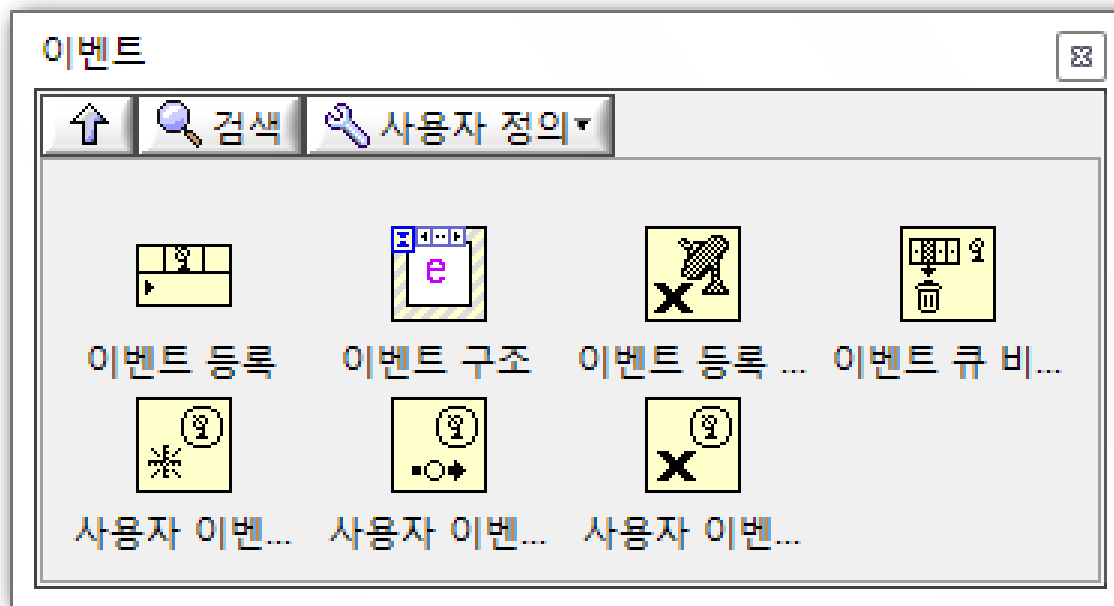 이벤트
검색 사용자 정의
e
이벤트 등록 이벤트 구조 이벤트 등록 ... 이벤트 큐 비...
사용자 이벤... 사용자 이벤... 사용자 이벤...